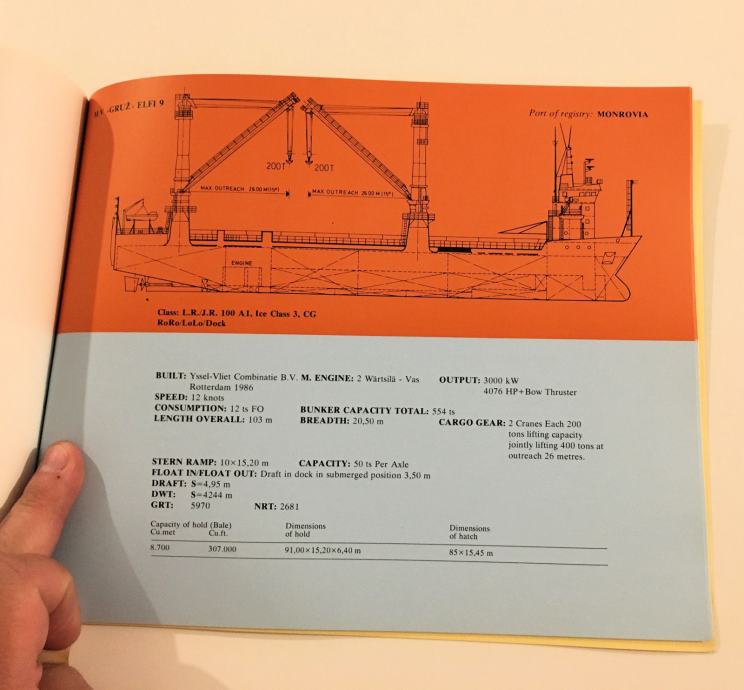 M.V. -GRUŽ- ELFI 9
Port of registry: MONROVIA
200T 200T
MAX OUTREACH 26.00 M (15°) MAX OUTREACH 26.00 M (15°)
ENGINE
Class: L.R./J.R. 100 A1, Ice Class 3, CG
RoRo/LoLo/Dock
BUILT: Yssel-Vliet Combinatie B.V. M. ENGINE: 2 Wärtsilä - Vas OUTPUT: 3000 kW
Rotterdam 1986 4076 HP+Bow Thruster
SPEED: 12 knots
CONSUMPTION: 12 ts FO BUNKER CAPACITY TOTAL: 554 ts
LENGTH OVERALL: 103 m BREADTH: 20,50 m CARGO GEAR: 2 Cranes Each 200
tons lifting capacity
jointly lifting 400 tons at
outreach 26 metres.
STERN RAMP: 10×15,20 m CAPACITY: 50 ts Per Axle
FLOAT IN/FLOAT OUT: Draft in dock in submerged position 3,50 m
DRAFT: S=4,95 m
DWT: S=4244 m
GRT: 5970 NRT: 2681
Capacity of hold (Bale) Dimensions Dimensions
Cu.met Cu.ft. of hold of hatch
8.700 307.000 91,00×15,20×6,40 m 85×15,45 m